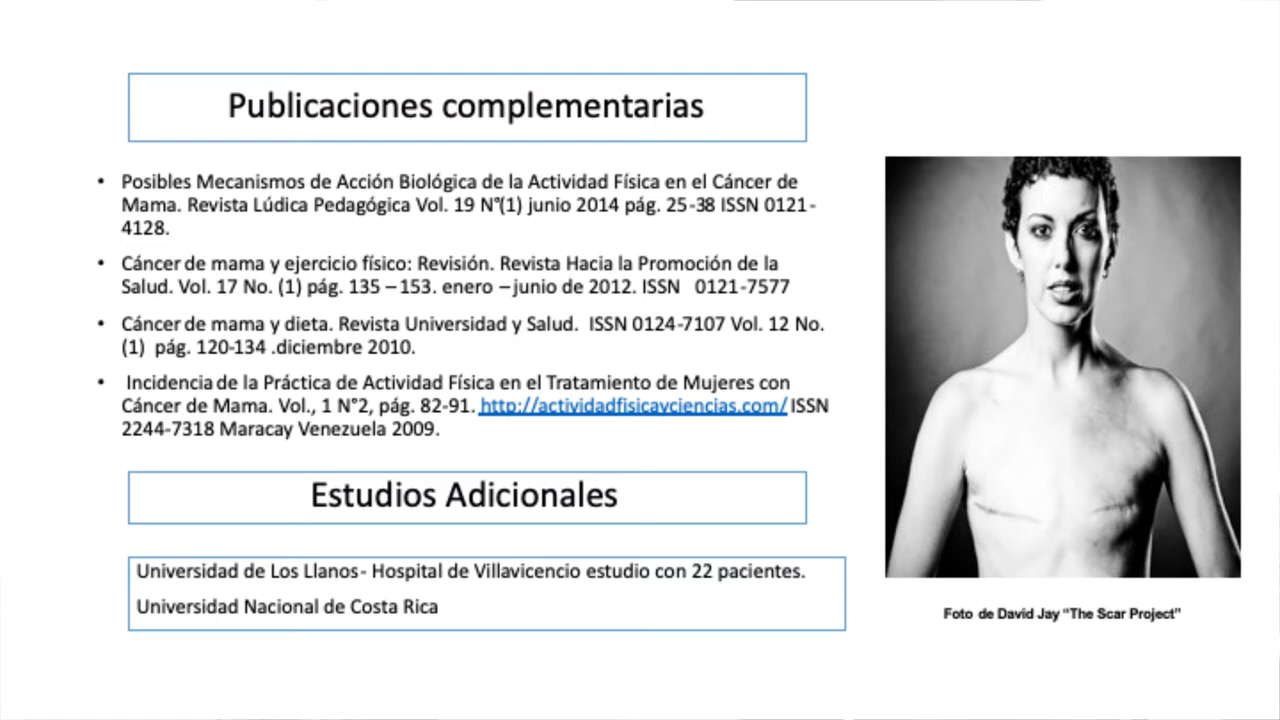 Publicaciones complementarias
• Posibles Mecanismos de Acción Biológica de la Actividad Física en el Cáncer de
Mama. Revista Lúdica Pedagógica Vol. 19 N°(1) junio 2014 pág. 25-38 ISSN 0121-
4128.
• Cáncer de mama y ejercicio físico: Revisión. Revista Hacia la Promoción de la
Salud. Vol. 17 No. (1) pág. 135 – 153. enero – junio de 2012. ISSN 0121-7577
• Cáncer de mama y dieta. Revista Universidad y Salud. ISSN 0124-7107 Vol. 12 No.
(1) pág. 120-134 .diciembre 2010.
• Incidencia de la Práctica de Actividad Física en el Tratamiento de Mujeres con
Cáncer de Mama. Vol., 1 N°2, pág. 82-91. http://actividadfisicayciencias.com/ ISSN
2244-7318 Maracay Venezuela 2009.
Estudios Adicionales
Universidad de Los Llanos- Hospital de Villavicencio estudio con 22 pacientes.
Universidad Nacional de Costa Rica
Foto de David Jay “The Scar Project”